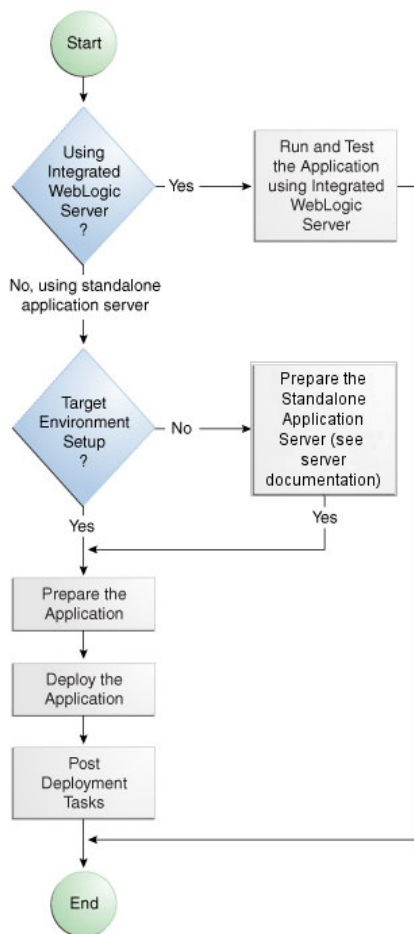 Start
Using
Integrated
WebLogic
Server
?
Yes
Run and Test
the Application
using Integrated
WebLogic
Server
No, using standalone
application server
Target
Environment
Setup
?
No
Prepare the
Standalone
Application
Server (see
server
documentation)
Yes
Yes
Prepare the
Application
Deploy the
Application
Post
Deployment
Tasks
End